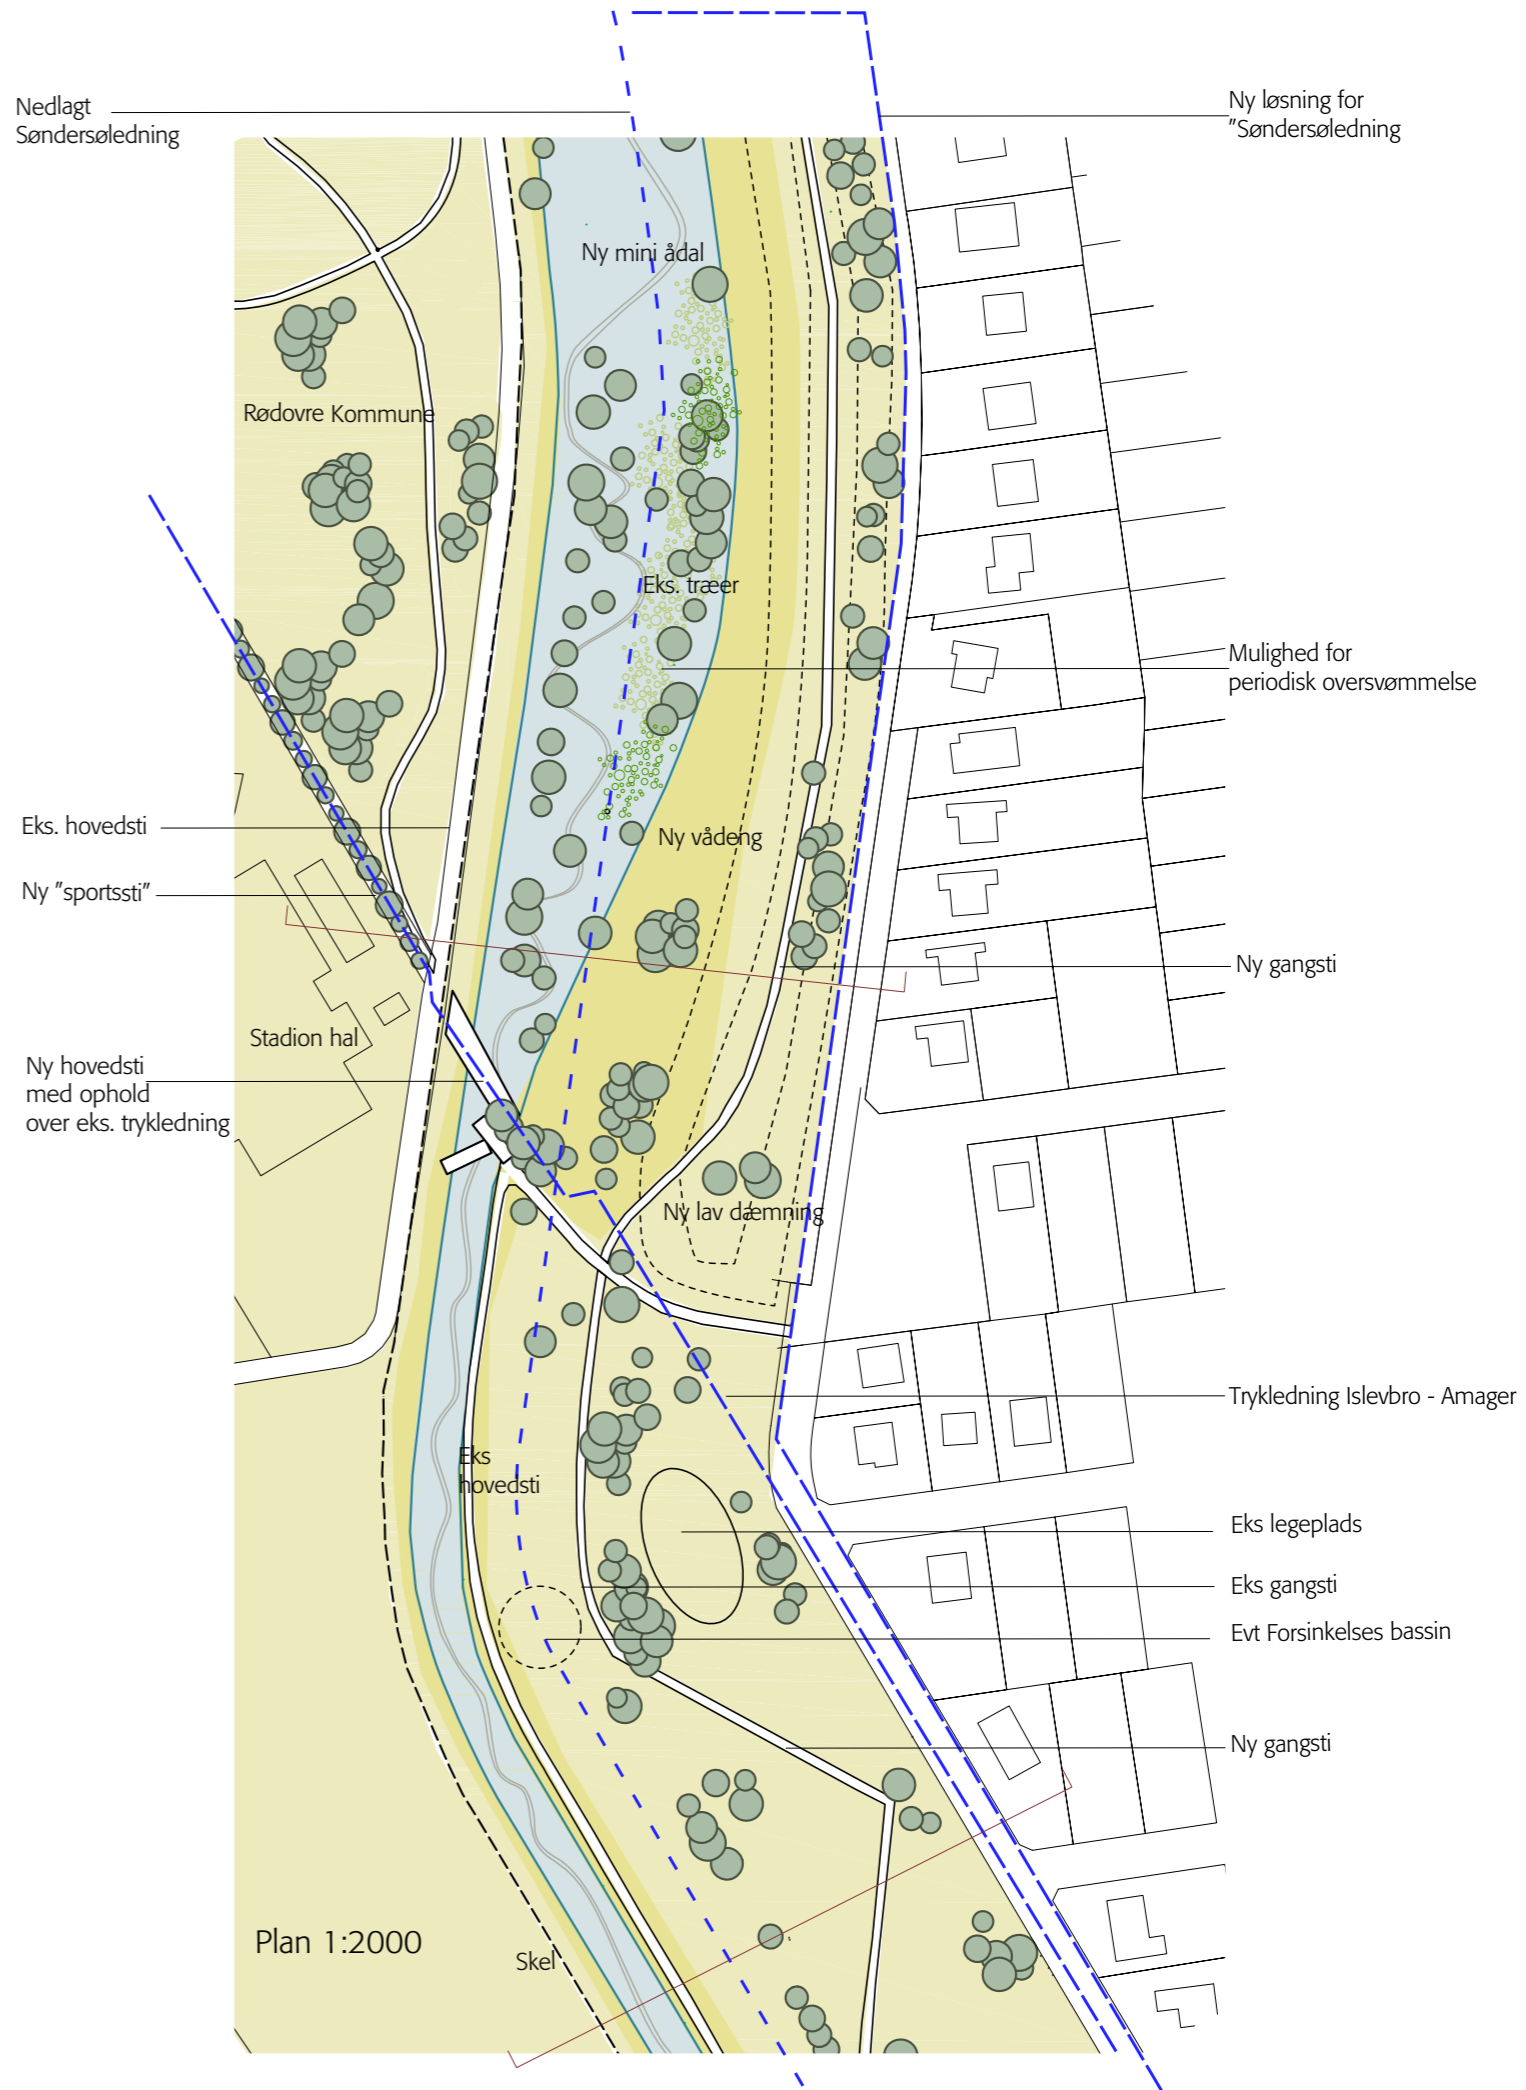 Nedlagt
Søndersøledning
Ny løsning for
"Søndersøledning
Ny mini ådal
Rødovre Kommune
Eks. træer
Mulighed for
periodisk oversvømmelse
Eks. hovedsti
Ny vådeng
Ny "sportssti"
Ny gangsti
Stadion hal
Ny hovedsti
med ophold
over eks. trykledning
Ny lav dæmning
Trykledning Islevbro - Amager
Eks
hovedsti
Eks legeplads
Eks gangsti
Evt Forsinkelses bassin
Ny gangsti
Plan 1:2000
Skel